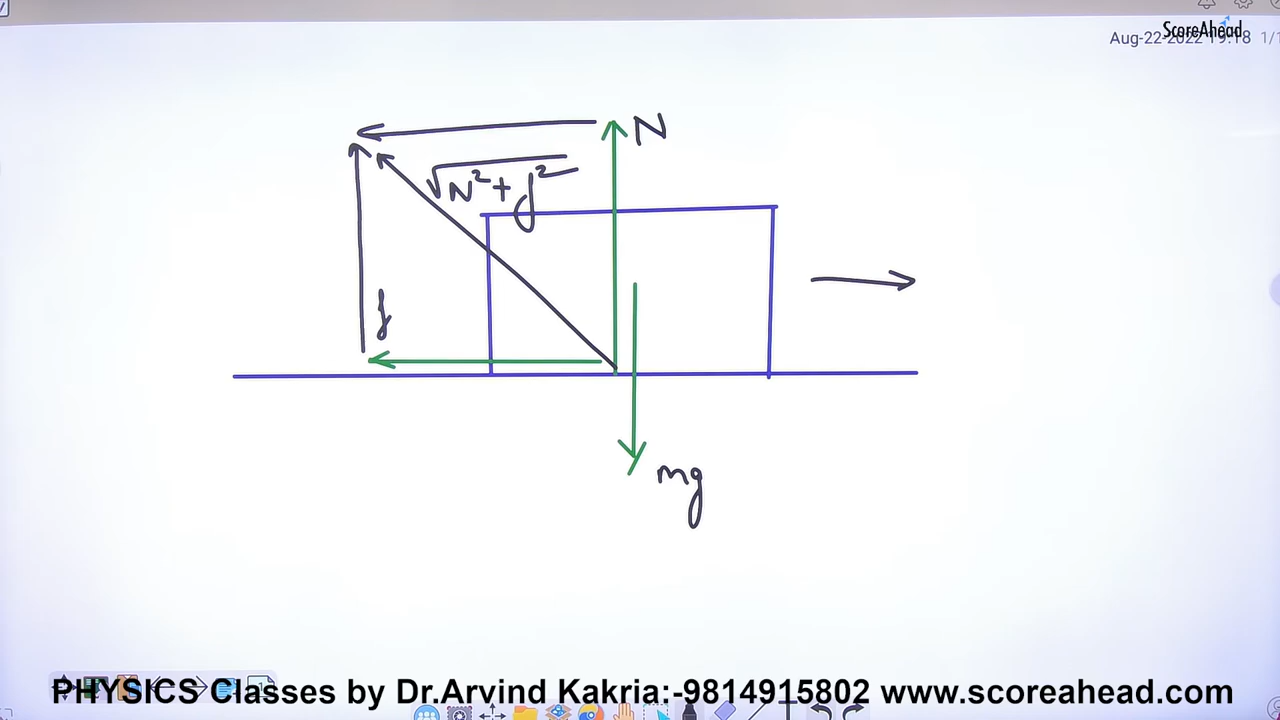 ScoreAhead
Aug-22-2022 19:18 1/1
N
√N²+f²
f
mg
PHYSICS Classes by Dr.Arvind Kakria:-9814915802 www.scoreahead.com